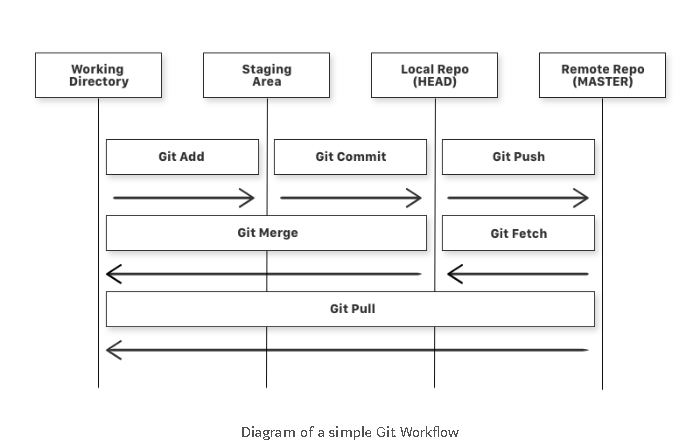 Working
Directory
Staging
Area
Local Repo
(HEAD)
Remote Repo
(MASTER)
Git Add
Git Commit
Git Push
Git Merge
Git Fetch
Git Pull
Diagram of a simple Git Workflow